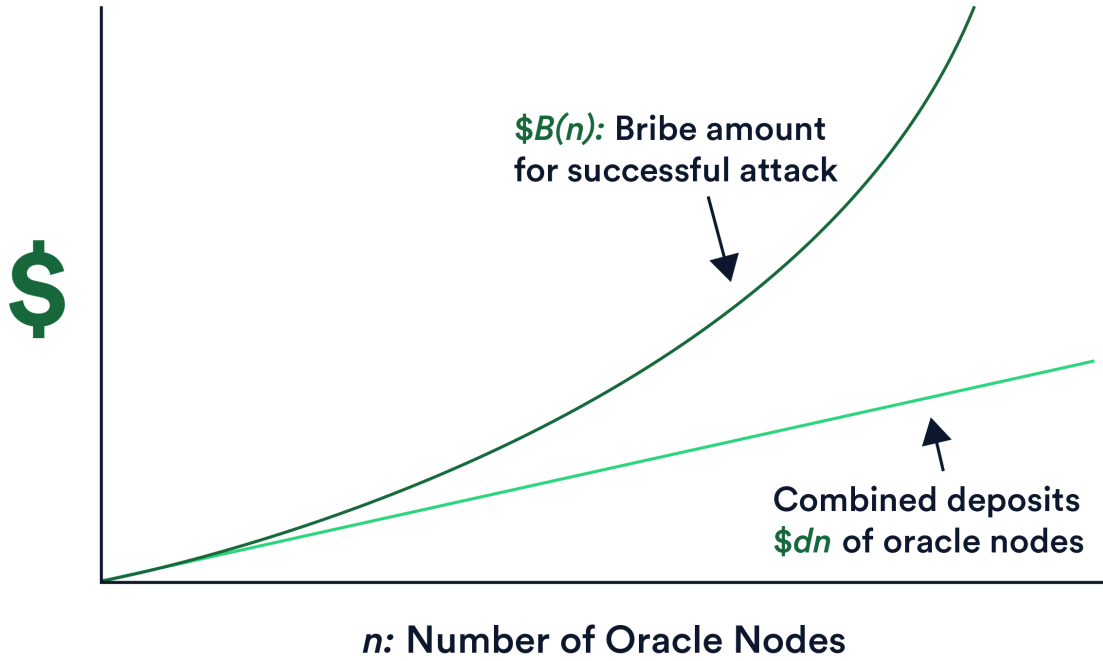 $B(n): Bribe amount
for successful attack
$
Combined deposits
$dn of oracle nodes
n: Number of Oracle Nodes